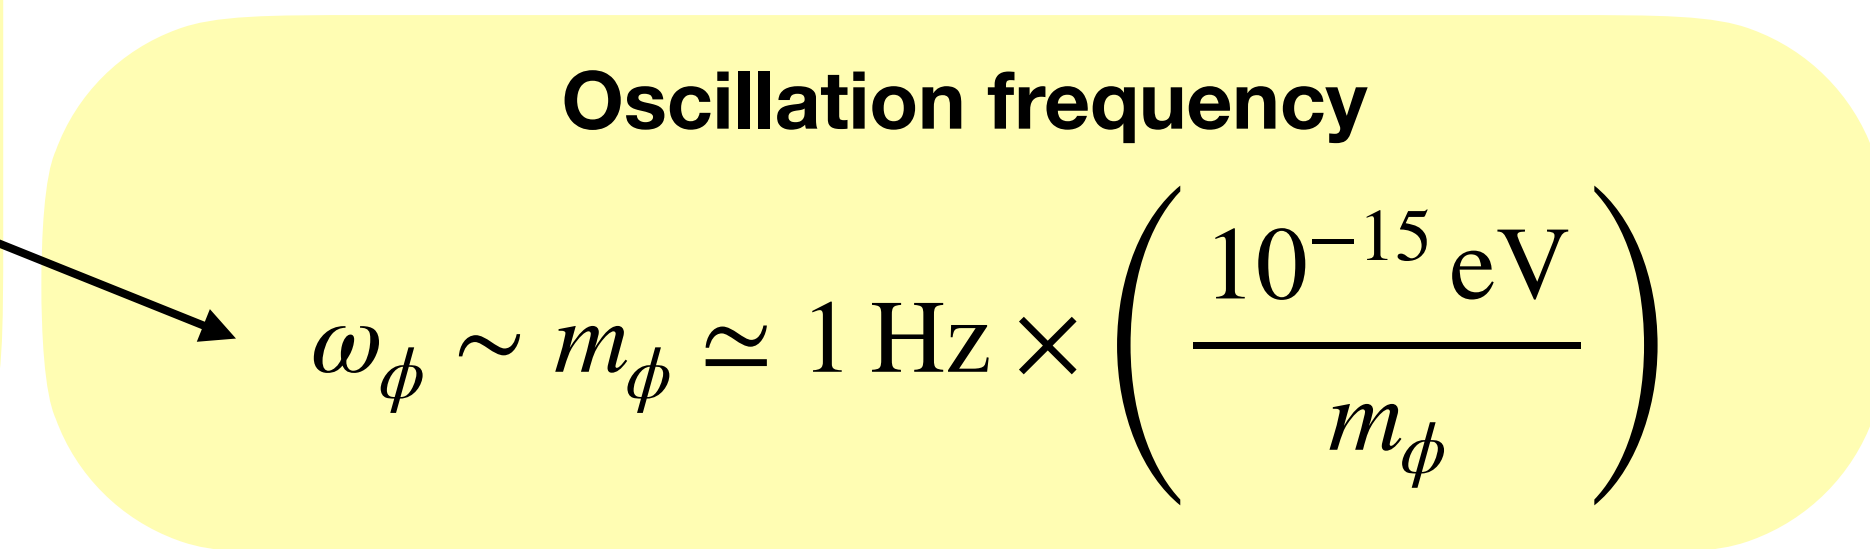 Oscillation frequency
ω_ϕ ∼ m_ϕ ≃ 1 Hz × (10^{−15} eV / m_ϕ)